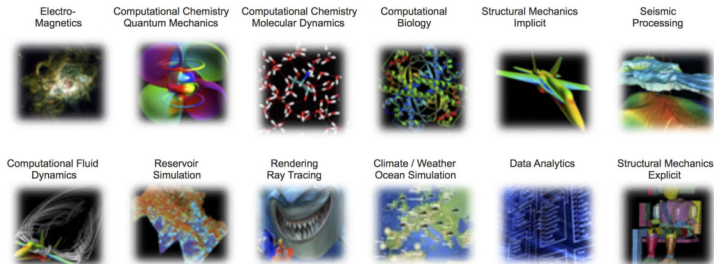 Electro-
Magnetics
Computational Chemistry
Quantum Mechanics
Computational Chemistry
Molecular Dynamics
Computational
Biology
Structural Mechanics
Implicit
Seismic
Processing
Computational Fluid
Dynamics
Reservoir
Simulation
Rendering
Ray Tracing
Climate / Weather
Ocean Simulation
Data Analytics
Structural Mechanics
Explicit